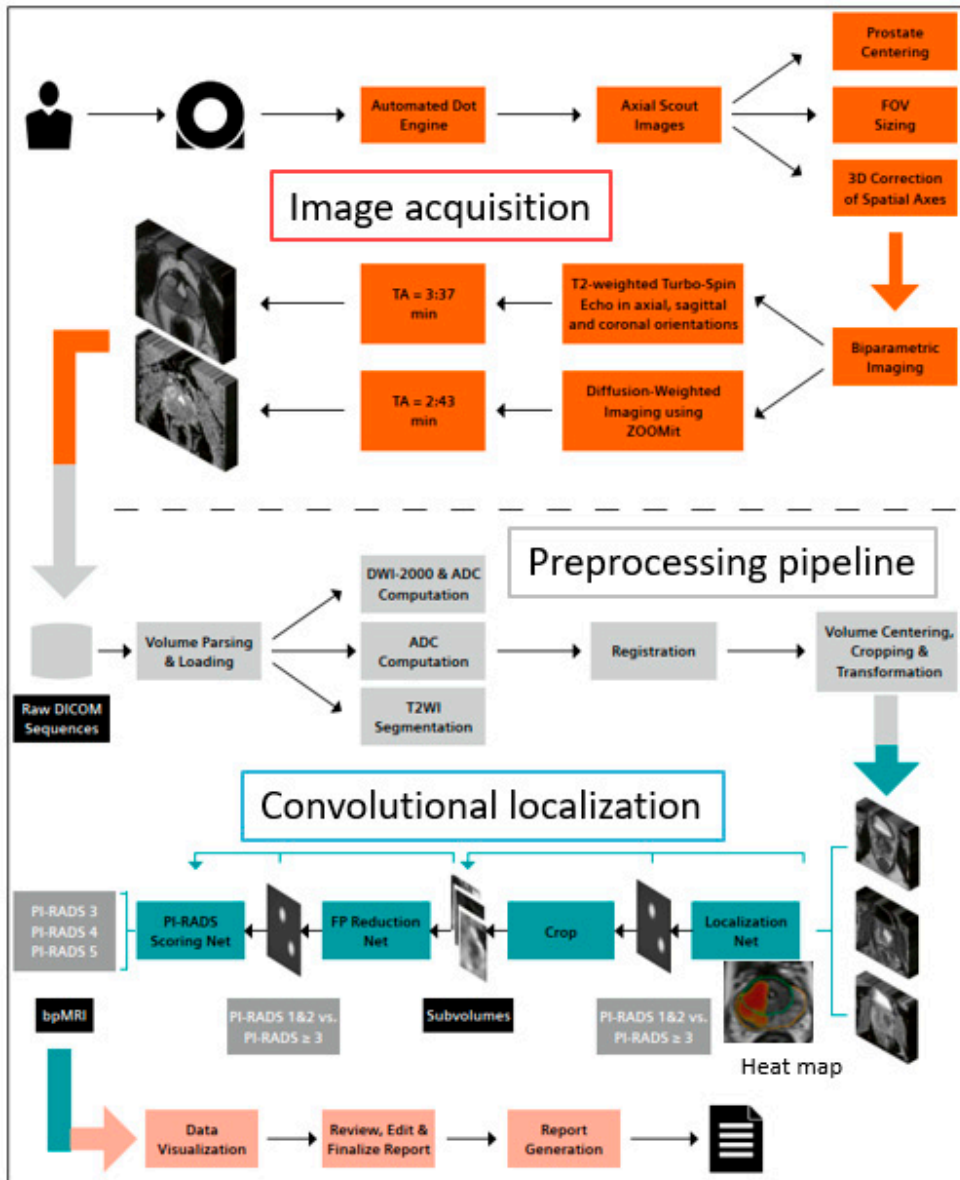 Prostate
Centering
Automated Dot
Engine
Axial Scout
Images
FOV
Sizing
3D Correction
of Spatial Axes
Image acquisition
TA = 3:37
min
T2-weighted Turbo-Spin
Echo in axial, sagittal
and coronal orientations
Biparametric
Imaging
TA = 2:43
min
Diffusion-Weighted
Imaging using
ZOOMit
Preprocessing pipeline
DWI-2000 & ADC
Computation
Volume Parsing
& Loading
ADC
Computation
Registration
Volume Centering,
Cropping &
Transformation
T2WI
Segmentation
Raw DICOM
Sequences
Convolutional localization
PI-RADS 3
PI-RADS 4
PI-RADS 5
PI-RADS
Scoring Net
FP Reduction
Net
Crop
Localization
Net
bpMRI
PI-RADS 1&2 vs.
PI-RADS ≥ 3
Subvolumes
PI-RADS 1&2 vs.
PI-RADS ≥ 3
Heat map
Data
Visualization
Review, Edit &
Finalize Report
Report
Generation